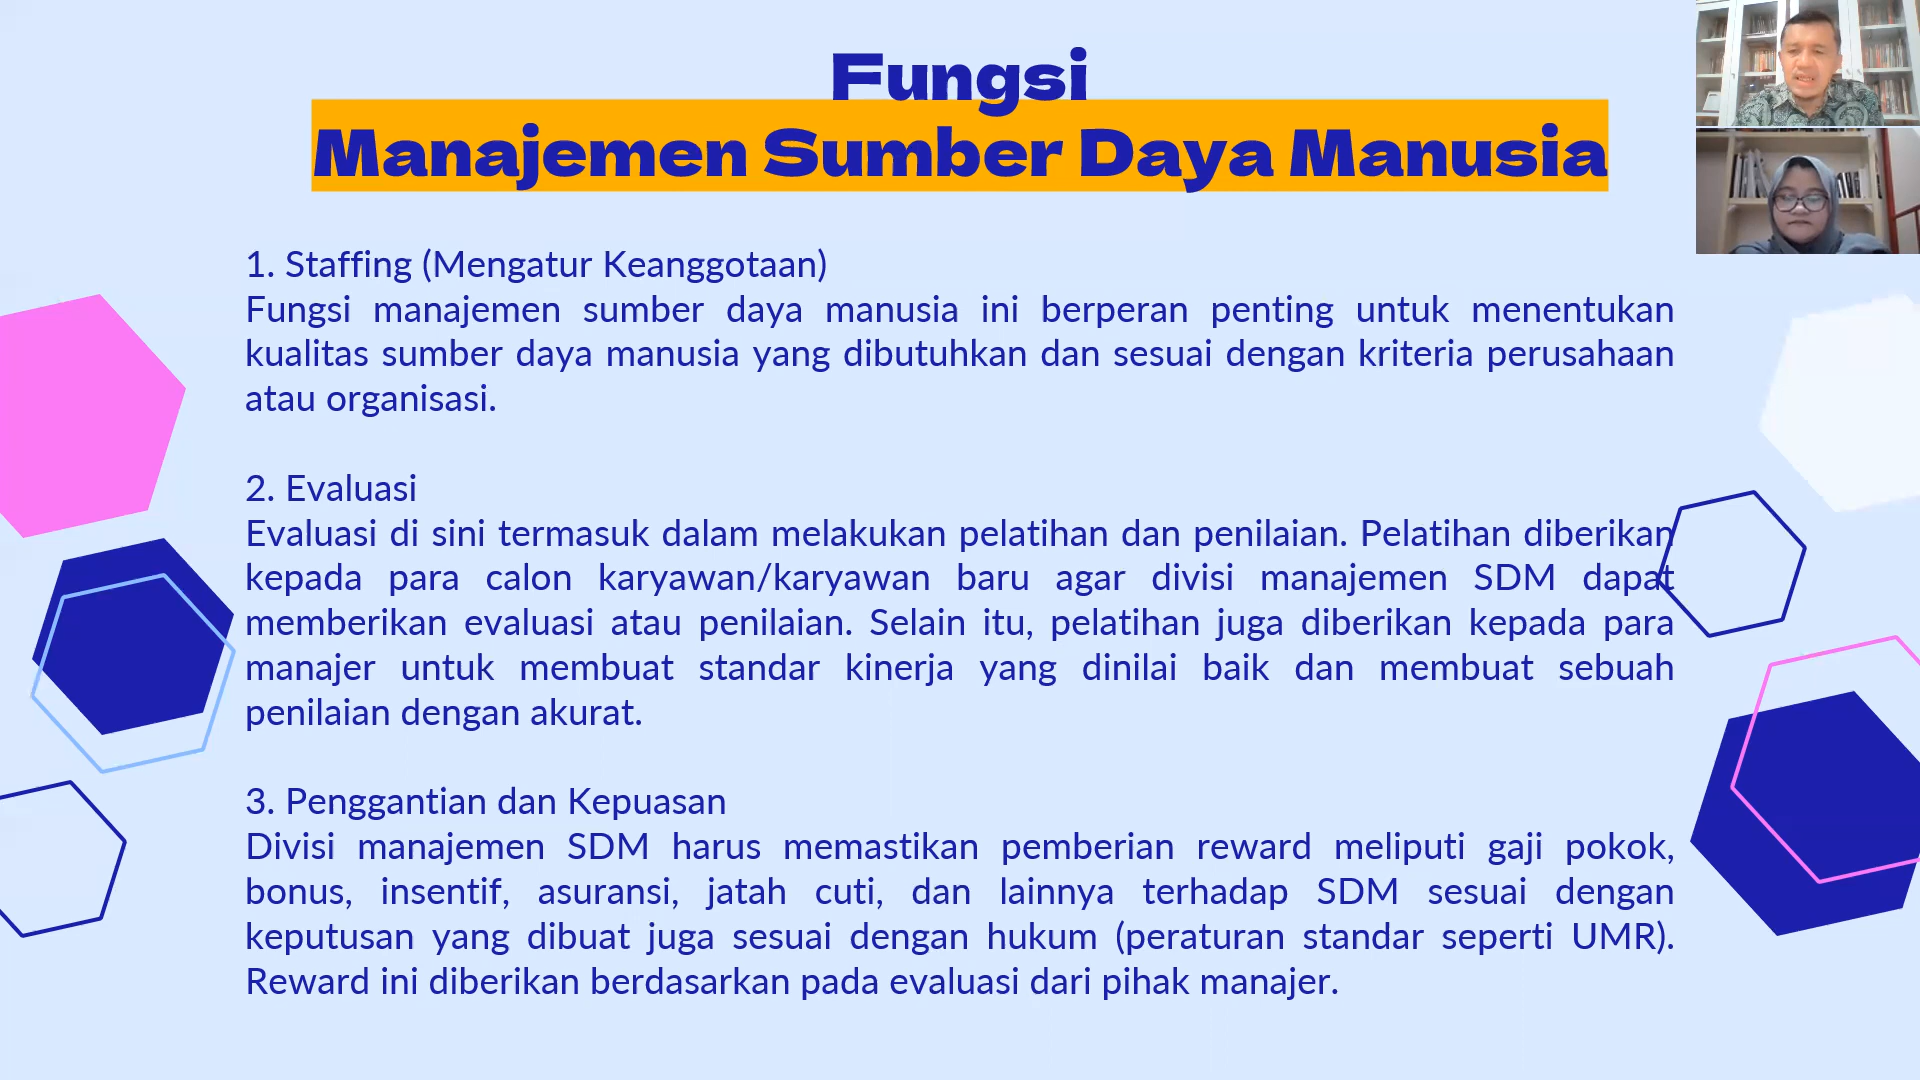 Fungsi
Manajemen Sumber Daya Manusia
1. Staffing (Mengatur Keanggotaan)
Fungsi manajemen sumber daya manusia ini berperan penting untuk menentukan
kualitas sumber daya manusia yang dibutuhkan dan sesuai dengan kriteria perusahaan
atau organisasi.
2. Evaluasi
Evaluasi di sini termasuk dalam melakukan pelatihan dan penilaian. Pelatihan diberikan
kepada para calon karyawan/karyawan baru agar divisi manajemen SDM dapat
memberikan evaluasi atau penilaian. Selain itu, pelatihan juga diberikan kepada para
manajer untuk membuat standar kinerja yang dinilai baik dan membuat sebuah
penilaian dengan akurat.
3. Penggantian dan Kepuasan
Divisi manajemen SDM harus memastikan pemberian reward meliputi gaji pokok,
bonus, insentif, asuransi, jatah cuti, dan lainnya terhadap SDM sesuai dengan
keputusan yang dibuat juga sesuai dengan hukum (peraturan standar seperti UMR).
Reward ini diberikan berdasarkan pada evaluasi dari pihak manajer.